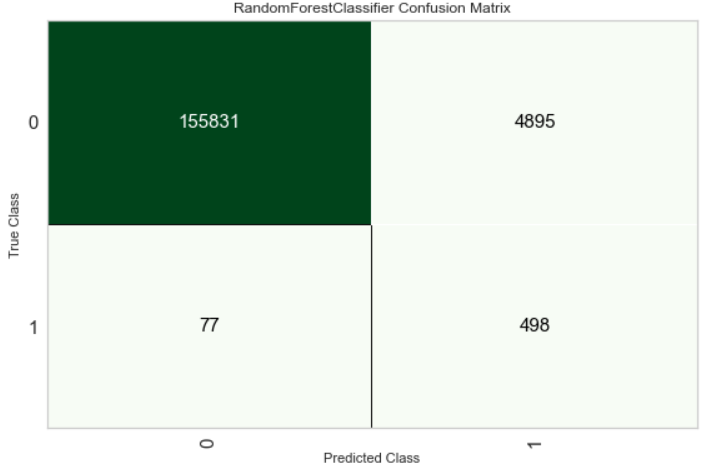 RandomForestClassifier Confusion Matrix
0
155831
4895
True Class
1
77
498
0
1
Predicted Class